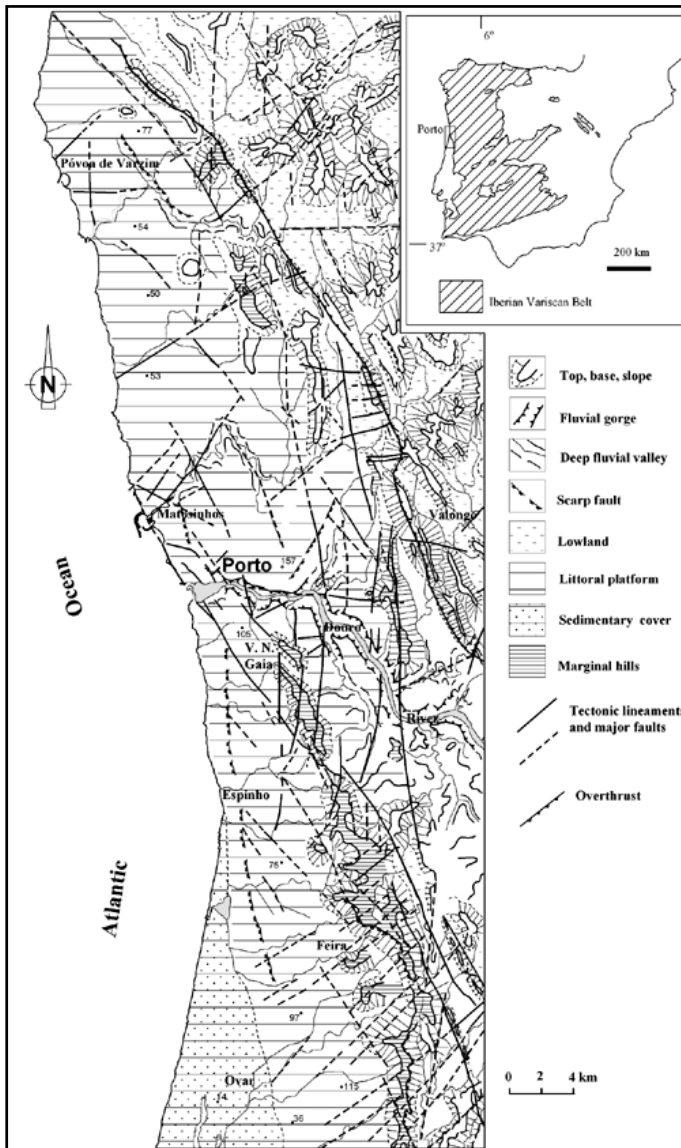 6°
Porto
37°
200 km
Iberian Variscan Belt
77
Póvoa de Varzim
54
50
N
53
Matosinhos
Valongo
Porto
157
Ocean
Douro
105
V. N.
Gaia
River
Espinho
Atlantic
Feira
97
Ovar
14
115
36
Top, base, slope
Fluvial gorge
Deep fluvial valley
Scarp fault
Lowland
Littoral platform
Sedimentary cover
Marginal hills
Tectonic lineaments
and major faults
Overthrust
0 2 4 km